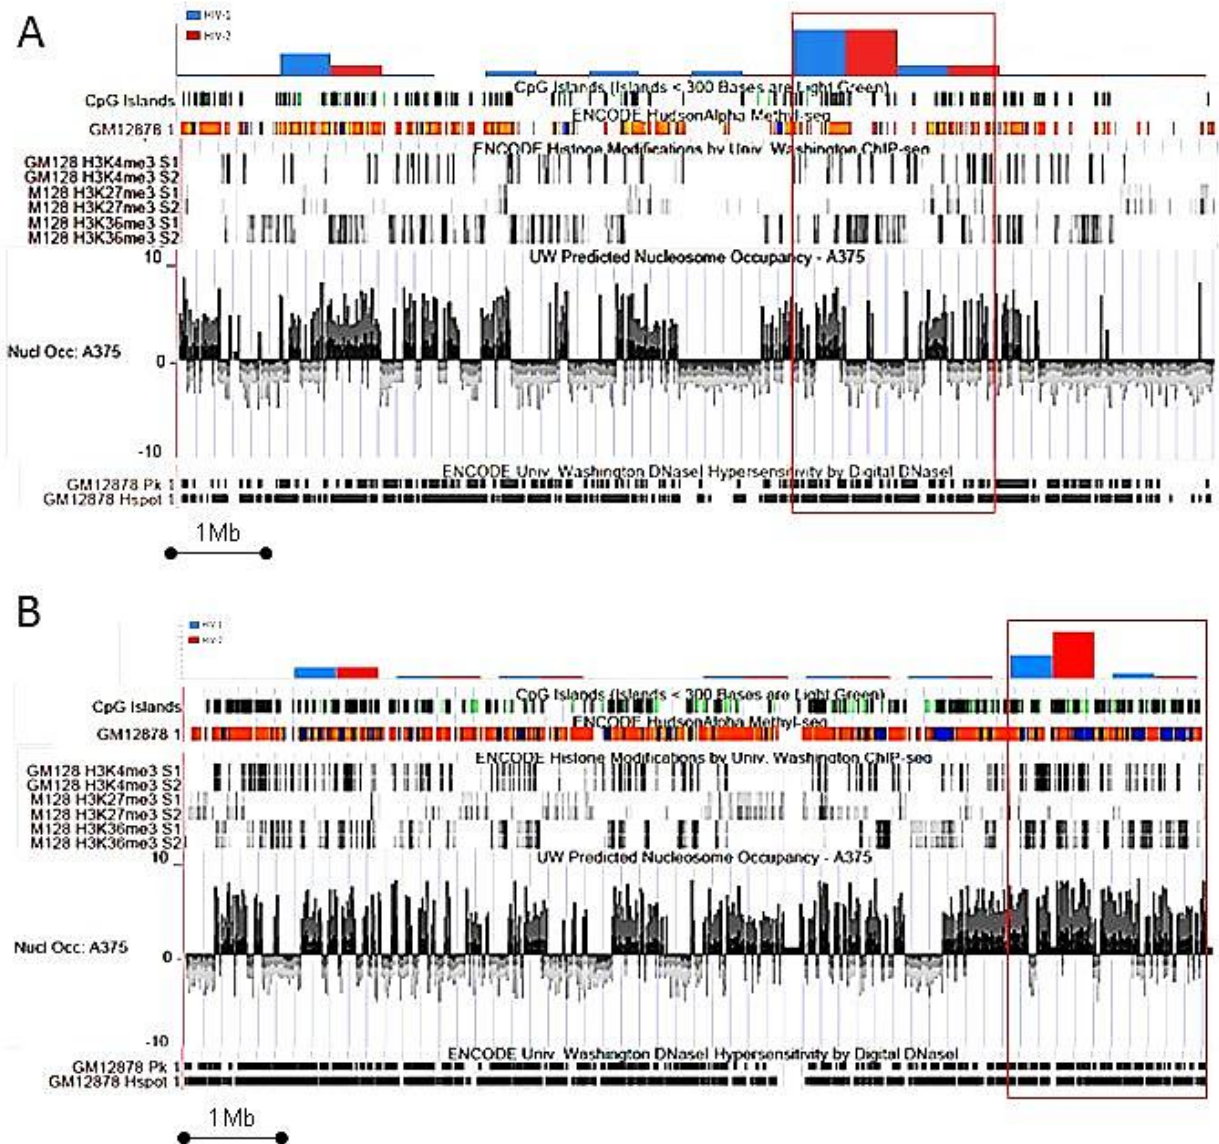 A
HIV-1
HIV-2
CpG Islands (Islands < 300 Bases are Light Green)
CpG Islands
ENCODE HudsonAlpha Methyl-seq
GM12878 1
ENCODE Histone Modifications by Univ. Washington ChIP-seq
GM128 H3K4me3 S1
GM128 H3K4me3 S2
M128 H3K27me3 S1
M128 H3K27me3 S2
M128 H3K36me3 S1
M128 H3K36me3 S2
UW Predicted Nucleosome Occupancy - A375
10
Nucl Occ: A375
0
-10
ENCODE Univ. Washington DNaseI Hypersensitivity by Digital DNaseI
GM12878 Pk 1
GM12878 Hspot 1
1Mb
B
CpG Islands (Islands < 300 Bases are Light Green)
CpG Islands
ENCODE HudsonAlpha Methyl-seq
GM12878 1
ENCODE Histone Modifications by Univ. Washington ChIP-seq
GM128 H3K4me3 S1
GM128 H3K4me3 S2
M128 H3K27me3 S1
M128 H3K27me3 S2
M128 H3K36me3 S1
M128 H3K36me3 S2
UW Predicted Nucleosome Occupancy - A375
10
Nucl Occ: A375
0
-10
ENCODE Univ. Washington DNaseI Hypersensitivity by Digital DNaseI
GM12878 Pk 1
GM12878 Hspot 1
1Mb